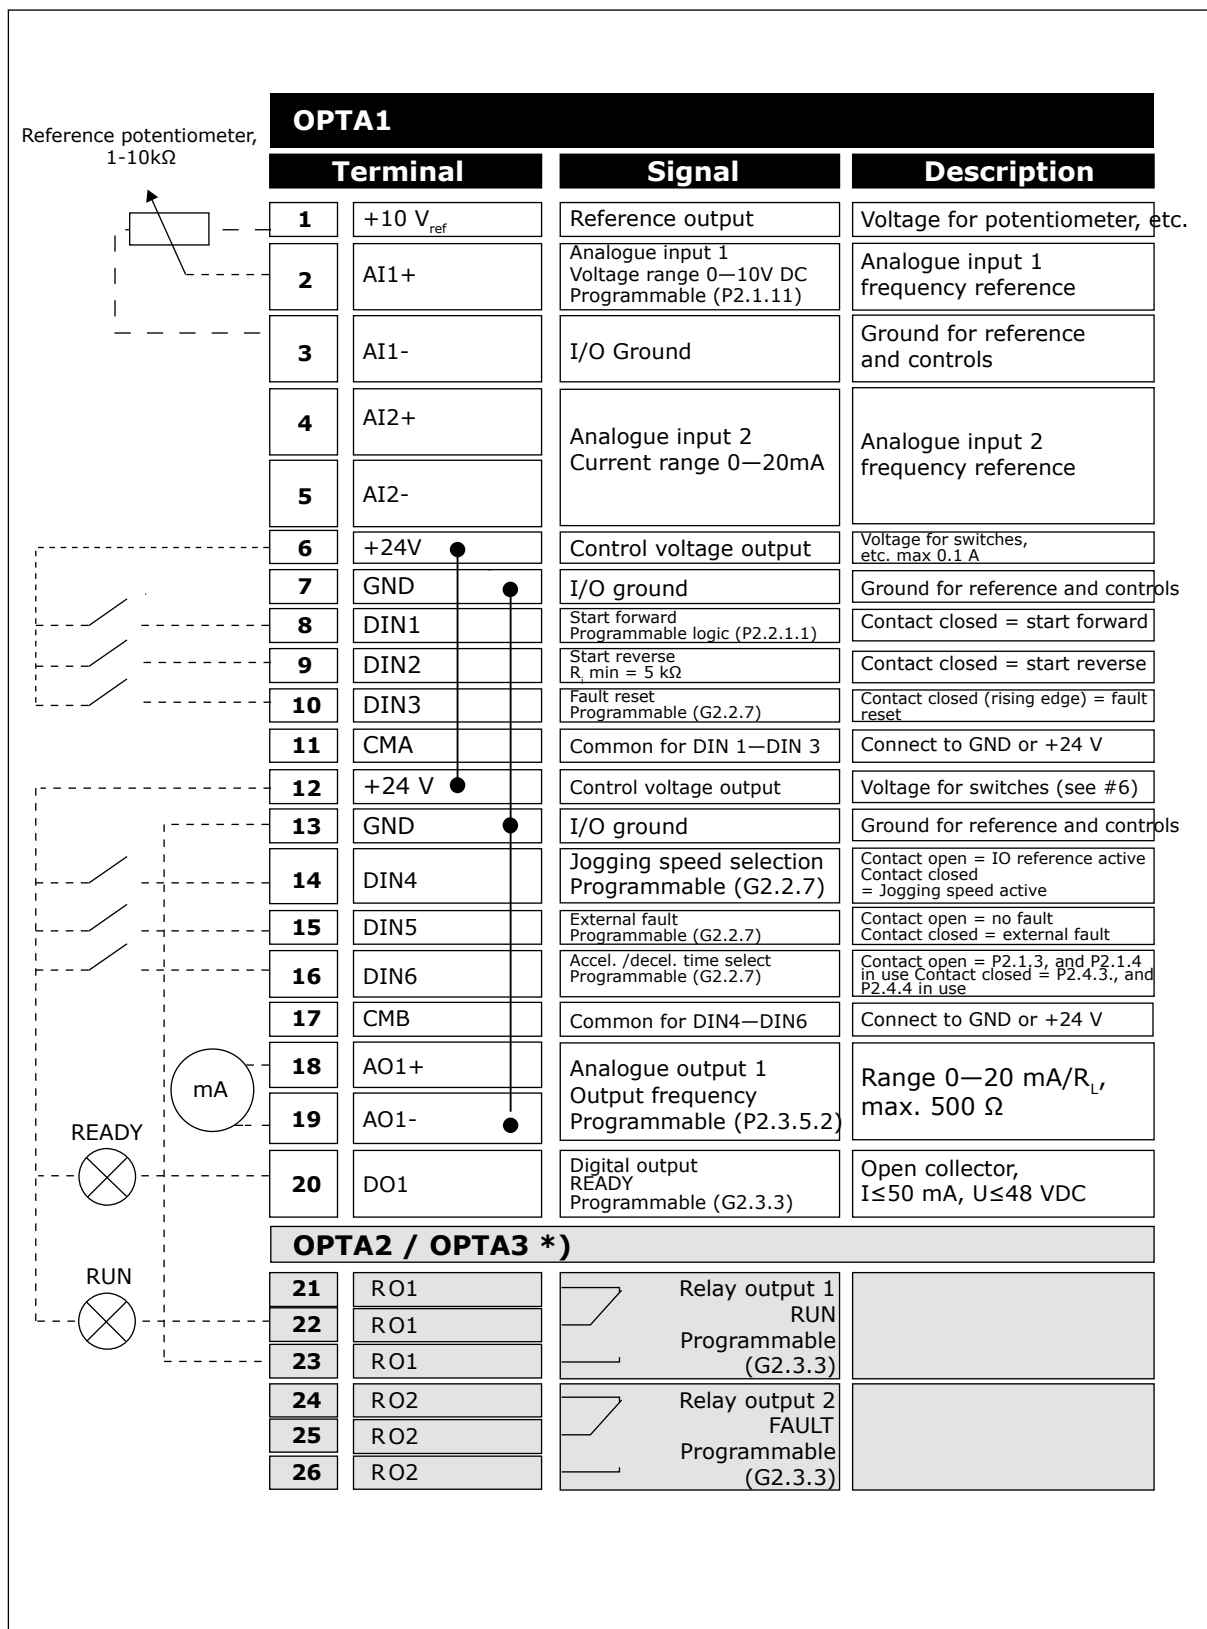 OPTA1
Reference potentiometer,
1-10kΩ
Terminal Signal Description
1 +10 Vref Reference output Voltage for potentiometer, etc.
2 AI1+ Analogue input 1
Voltage range 0—10V DC
Programmable (P2.1.11)
Analogue input 1
frequency reference
3 AI1- I/O Ground Ground for reference
and controls
4 AI2+
5 AI2-
Analogue input 2
Current range 0—20mA
Analogue input 2
frequency reference
6 +24V Control voltage output Voltage for switches,
etc. max 0.1 A
7 GND I/O ground Ground for reference and controls
8 DIN1 Start forward
Programmable logic (P2.2.1.1)
Contact closed = start forward
9 DIN2 Start reverse
Ri min = 5 kΩ
Contact closed = start reverse
10 DIN3 Fault reset
Programmable (G2.2.7)
Contact closed (rising edge) = fault
reset
11 CMA Common for DIN 1—DIN 3 Connect to GND or +24 V
12 +24 V Control voltage output Voltage for switches (see #6)
13 GND I/O ground Ground for reference and controls
14 DIN4 Jogging speed selection
Programmable (G2.2.7)
Contact open = IO reference active
Contact closed
= Jogging speed active
15 DIN5 External fault
Programmable (G2.2.7)
Contact open = no fault
Contact closed = external fault
16 DIN6 Accel. /decel. time select
Programmable (G2.2.7)
Contact open = P2.1.3, and P2.1.4
in use Contact closed = P2.4.3., and
P2.4.4 in use
17 CMB Common for DIN4—DIN6 Connect to GND or +24 V
mA
18 AO1+
19 AO1-
Analogue output 1
Output frequency
Programmable (P2.3.5.2)
Range 0—20 mA/RL,
max. 500 Ω
READY
20 DO1 Digital output
READY
Programmable (G2.3.3)
Open collector,
I≤50 mA, U≤48 VDC
OPTA2 / OPTA3 *)
RUN
21 RO1
22 RO1
23 RO1
Relay output 1
RUN
Programmable
(G2.3.3)
24 RO2
25 RO2
26 RO2
Relay output 2
FAULT
Programmable
(G2.3.3)